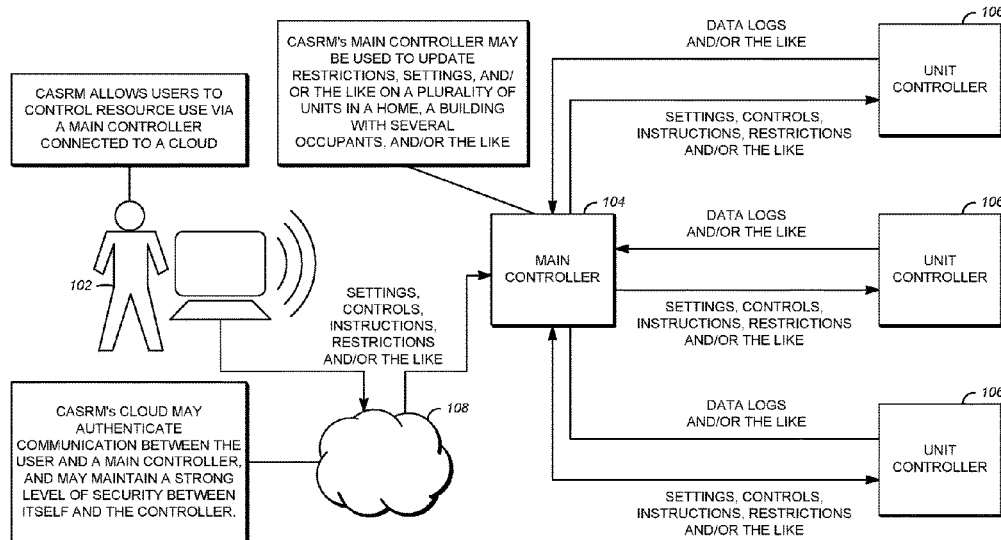 CASRM ALLOWS USERS TO
CONTROL RESOURCE USE VIA
A MAIN CONTROLLER
CONNECTED TO A CLOUD
CASRM's MAIN CONTROLLER MAY
BE USED TO UPDATE
RESTRICTIONS, SETTINGS, AND/
OR THE LIKE ON A PLURALITY OF
UNITS IN A HOME, A BUILDING
WITH SEVERAL
OCCUPANTS, AND/OR THE LIKE
102
SETTINGS,
CONTROLS,
INSTRUCTIONS,
RESTRICTIONS
AND/OR THE LIKE
CASRM's CLOUD MAY
AUTHENTICATE
COMMUNICATION BETWEEN THE
USER AND A MAIN CONTROLLER,
AND MAY MAINTAIN A STRONG
LEVEL OF SECURITY BETWEEN
ITSELF AND THE CONTROLLER.
108
104
MAIN
CONTROLLER
DATA LOGS
AND/OR THE LIKE
SETTINGS, CONTROLS,
INSTRUCTIONS, RESTRICTIONS
AND/OR THE LIKE
106
UNIT
CONTROLLER
DATA LOGS
AND/OR THE LIKE
SETTINGS, CONTROLS,
INSTRUCTIONS, RESTRICTIONS
AND/OR THE LIKE
106
UNIT
CONTROLLER
DATA LOGS
AND/OR THE LIKE
SETTINGS, CONTROLS,
INSTRUCTIONS, RESTRICTIONS
AND/OR THE LIKE
106
UNIT
CONTROLLER